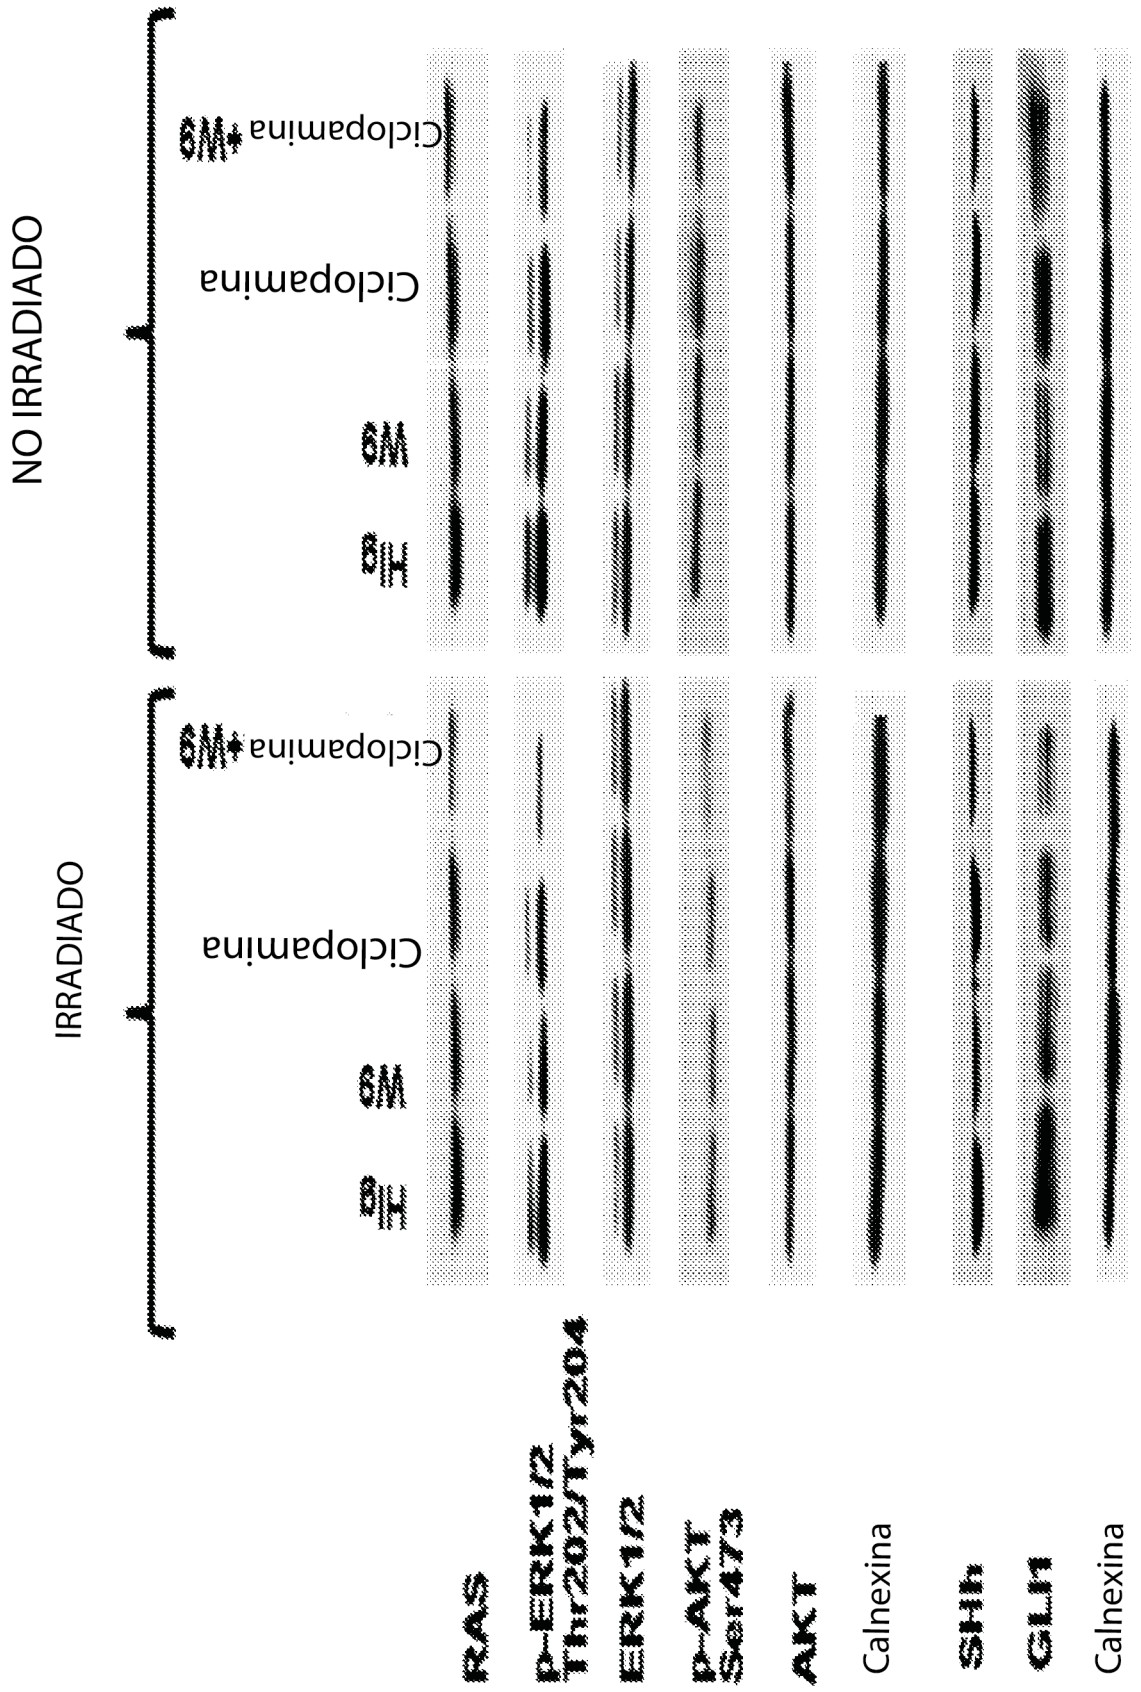 IRRADIADO
NO IRRADIADO
HIg
W9
Ciclopamina
W9+
Ciclopamina
HIg
W9
Ciclopamina
W9+
Ciclopamina
RAS
p-ERK1/2
Thr202/Tyr204
ERK1/2
p-AKT
Ser473
AKT
Calnexina
SHh
GLI1
Calnexina